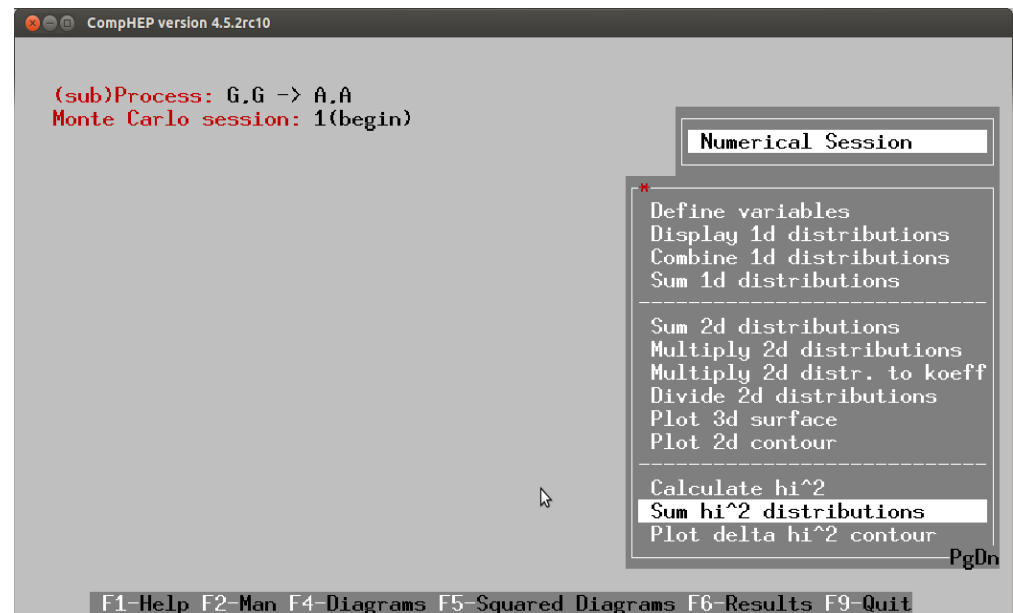 CompHEP version 4.5.2rc10
(sub)Process: G,G -> A,A
Monte Carlo session: 1(begin)
Numerical Session
*
Define variables
Display 1d distributions
Combine 1d distributions
Sum 1d distributions
Sum 2d distributions
Multiply 2d distributions
Multiply 2d distr. to koeff
Divide 2d distributions
Plot 3d surface
Plot 2d contour
Calculate hi^2
Sum hi^2 distributions
Plot delta hi^2 contour
PgDn
F1-Help F2-Man F4-Diagrams F5-Squared Diagrams F6-Results F9-Quit